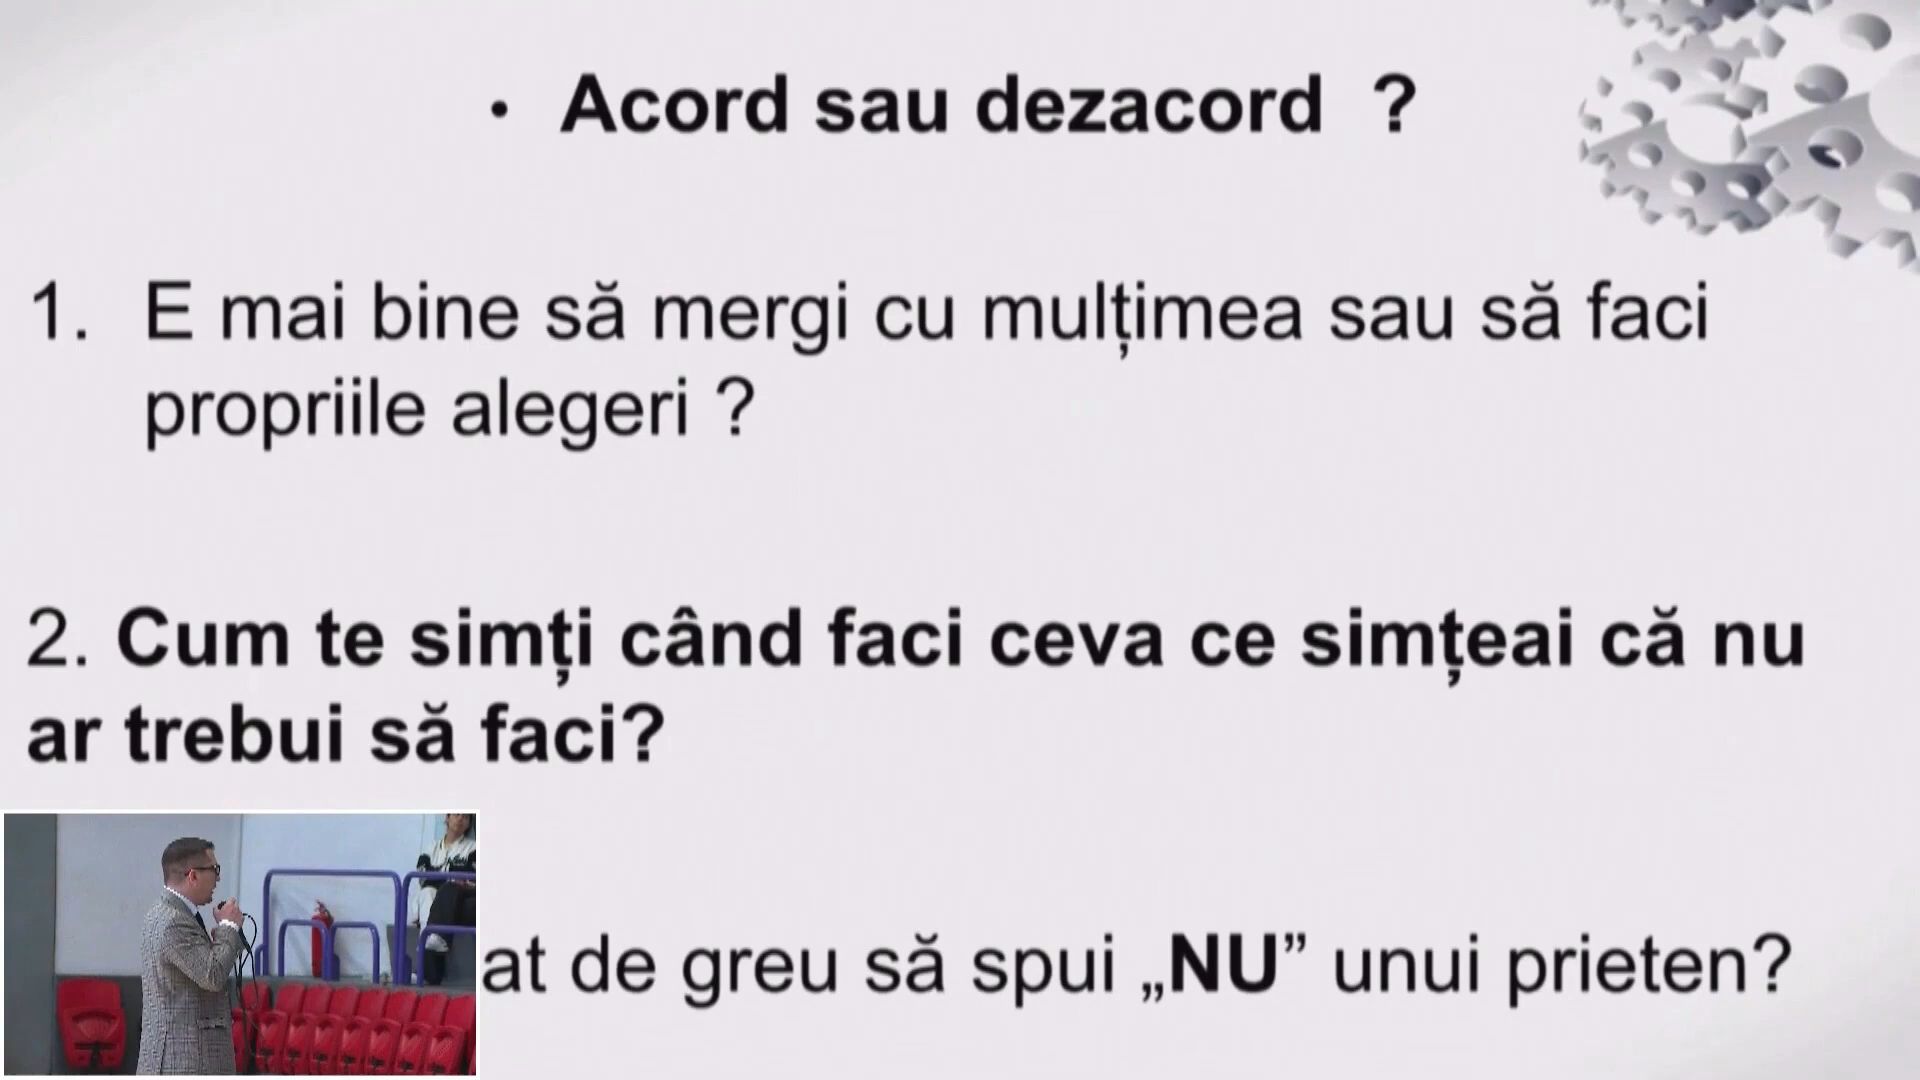 • Acord sau dezacord ?
1. E mai bine să mergi cu mulțimea sau să faci
propriile alegeri ?
2. Cum te simți când faci ceva ce simțeai că nu
ar trebui să faci?
de greu să spui „NU” unui prieten?